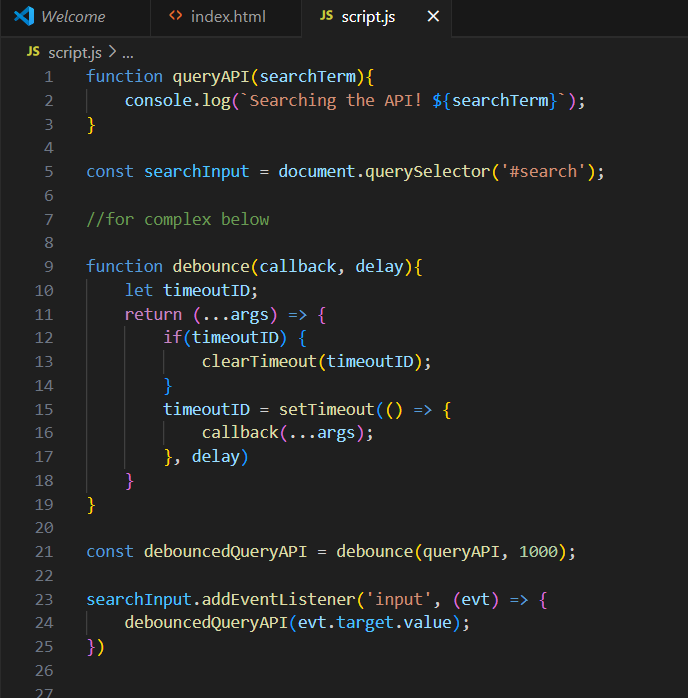 Welcome
index.html
JS script.js
JS script.js > ...
1 function queryAPI(searchTerm){
2     console.log(`Searching the API! ${searchTerm}`);
3 }
4
5 const searchInput = document.querySelector('#search');
6
7 //for complex below
8
9 function debounce(callback, delay){
10     let timeoutID;
11     return (...args) => {
12         if(timeoutID) {
13             clearTimeout(timeoutID);
14         }
15         timeoutID = setTimeout(() => {
16             callback(...args);
17         }, delay)
18     }
19 }
20
21 const debouncedQueryAPI = debounce(queryAPI, 1000);
22
23 searchInput.addEventListener('input', (evt) => {
24     debouncedQueryAPI(evt.target.value);
25 })
26
27